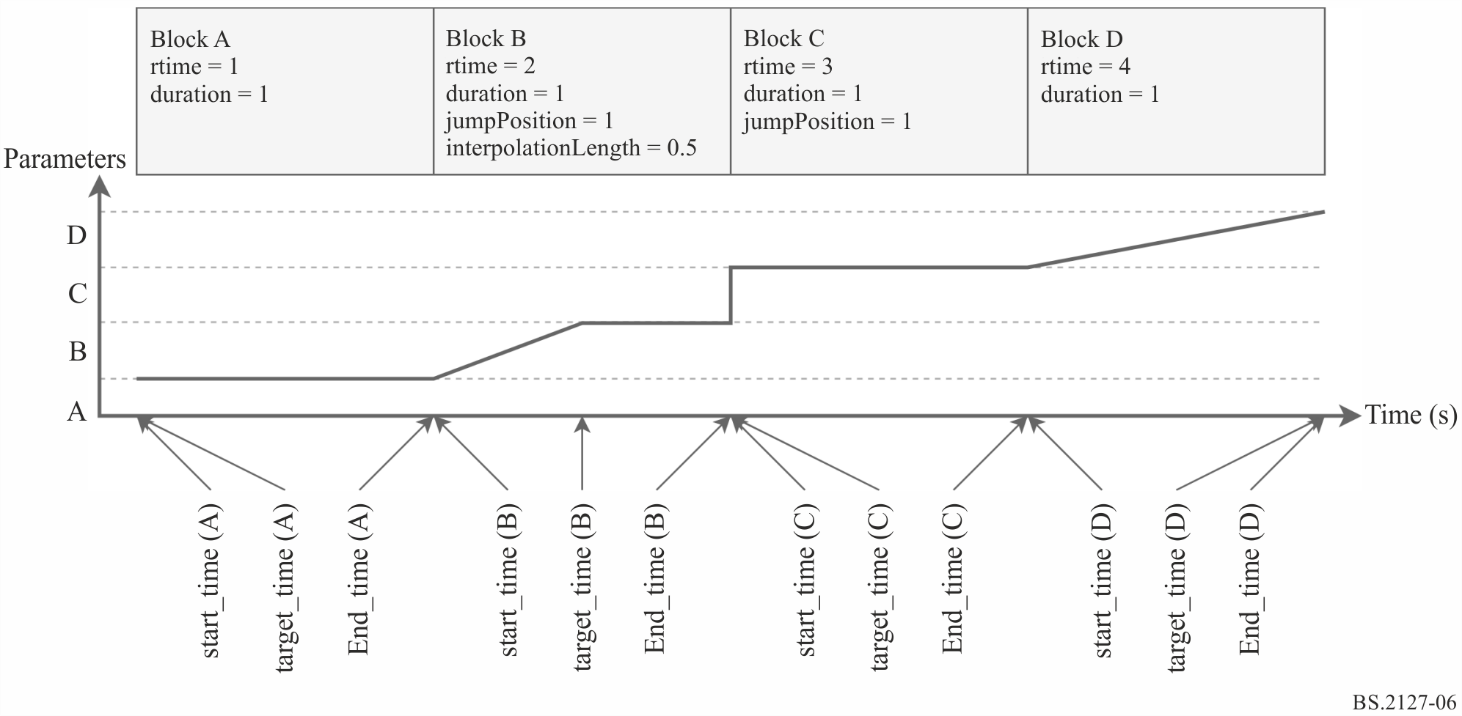 Block A
rtime = 1
duration = 1
Block B
rtime = 2
duration = 1
jumpPosition = 1
interpolationLength = 0.5
Block C
rtime = 3
duration = 1
jumpPosition = 1
Block D
rtime = 4
duration = 1
Parameters
D
C
B
A
Time (s)
start_time (A)
target_time (A)
End_time (A)
start_time (B)
target_time (B)
End_time (B)
start_time (C)
target_time (C)
End_time (C)
start_time (D)
target_time (D)
End_time (D)
BS.2127-06